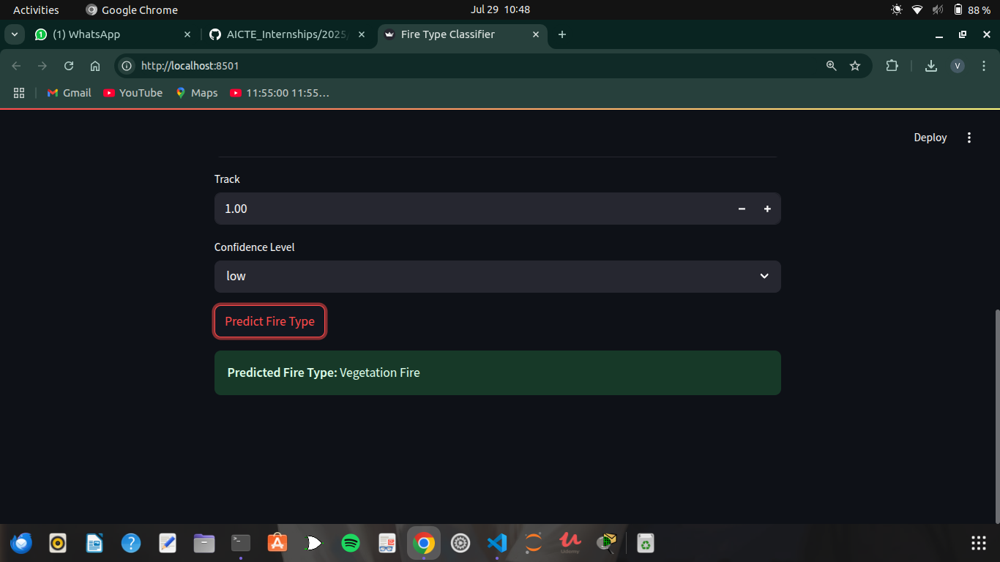 Activities
Google Chrome
Jul 29 10:48
88 %
(1) WhatsApp
AICTE_Internships/2025
Fire Type Classifier
http://localhost:8501
V
Gmail
YouTube
Maps
11:55:00 11:55…
Deploy
Track
1.00
Confidence Level
low
Predict Fire Type
Predicted Fire Type: Vegetation Fire
Udemy